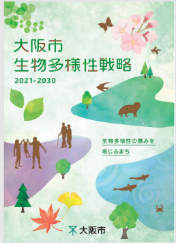 大阪市
生物多様性戦略
2021-2030
生物多様性の恵みを
感じるまち
大阪市